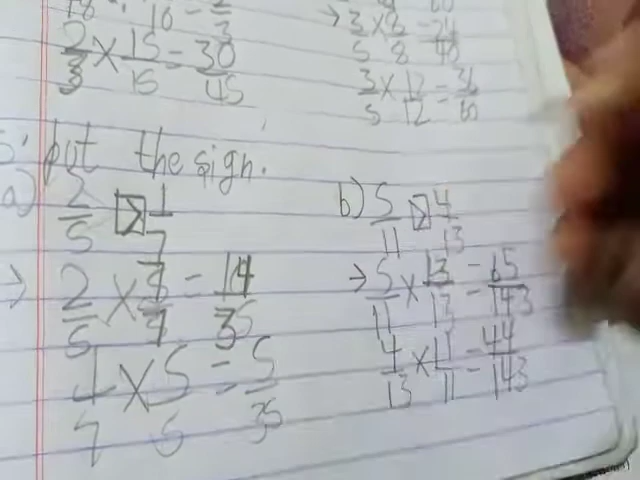 2/3 × 15/15 = 30/45
3/5 × 8/8 = 24/40
3/5 × 12/12 = 36/60
5. put the sign.
a) 2/5 > 1/7
→ 2/5 × 7/7 = 14/35
1/7 × 5/5 = 5/35
b) 5/11 > 4/13
→ 5/11 × 13/13 = 65/143
4/13 × 11/11 = 44/143